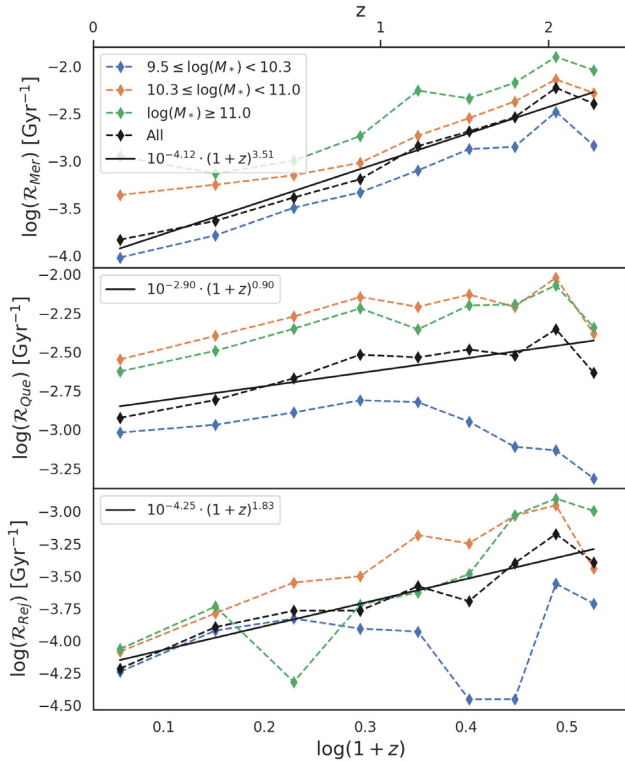 z
0 1 2
−2.0
−2.5
−3.0
−3.5
−4.0
log(ℛ_Mer) [Gyr⁻¹]
9.5 ≤ log(M_*) < 10.3
10.3 ≤ log(M_*) < 11.0
log(M_*) ≥ 11.0
All
10^−4.12 · (1 + z)^3.51
−2.00
−2.25
−2.50
−2.75
−3.00
−3.25
log(ℛ_Que) [Gyr⁻¹]
10^−2.90 · (1 + z)^0.90
−3.00
−3.25
−3.50
−3.75
−4.00
−4.25
−4.50
log(ℛ_Rej) [Gyr⁻¹]
10^−4.25 · (1 + z)^1.83
0.1 0.2 0.3 0.4 0.5
log(1 + z)